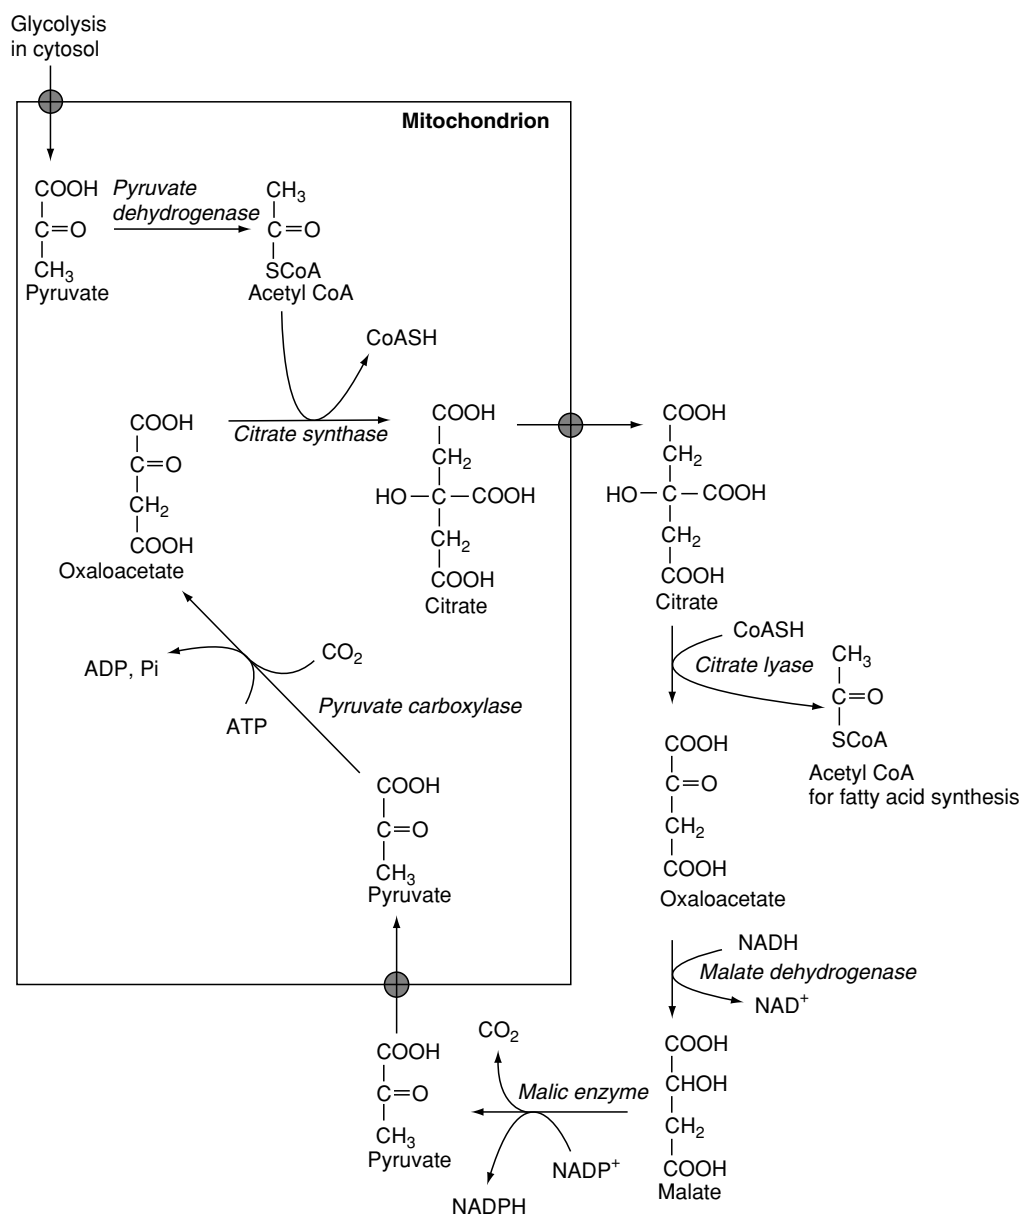 Glycolysis
in cytosol
Mitochondrion
COOH
C=O
CH₃
Pyruvate
Pyruvate
dehydrogenase
CH₃
C=O
SCoA
Acetyl CoA
CoASH
COOH
C=O
CH₂
COOH
Oxaloacetate
Citrate synthase
COOH
CH₂
HO—C—COOH
CH₂
COOH
Citrate
COOH
CH₂
HO—C—COOH
CH₂
COOH
Citrate
CoASH
Citrate lyase
CH₃
C=O
SCoA
Acetyl CoA
for fatty acid synthesis
ADP, Pi
CO₂
ATP
Pyruvate carboxylase
COOH
C=O
CH₃
Pyruvate
COOH
C=O
CH₂
COOH
Oxaloacetate
NADH
Malate dehydrogenase
NAD⁺
COOH
CHOH
CH₂
COOH
Malate
CO₂
Malic enzyme
NADP⁺
NADPH
COOH
C=O
CH₃
Pyruvate